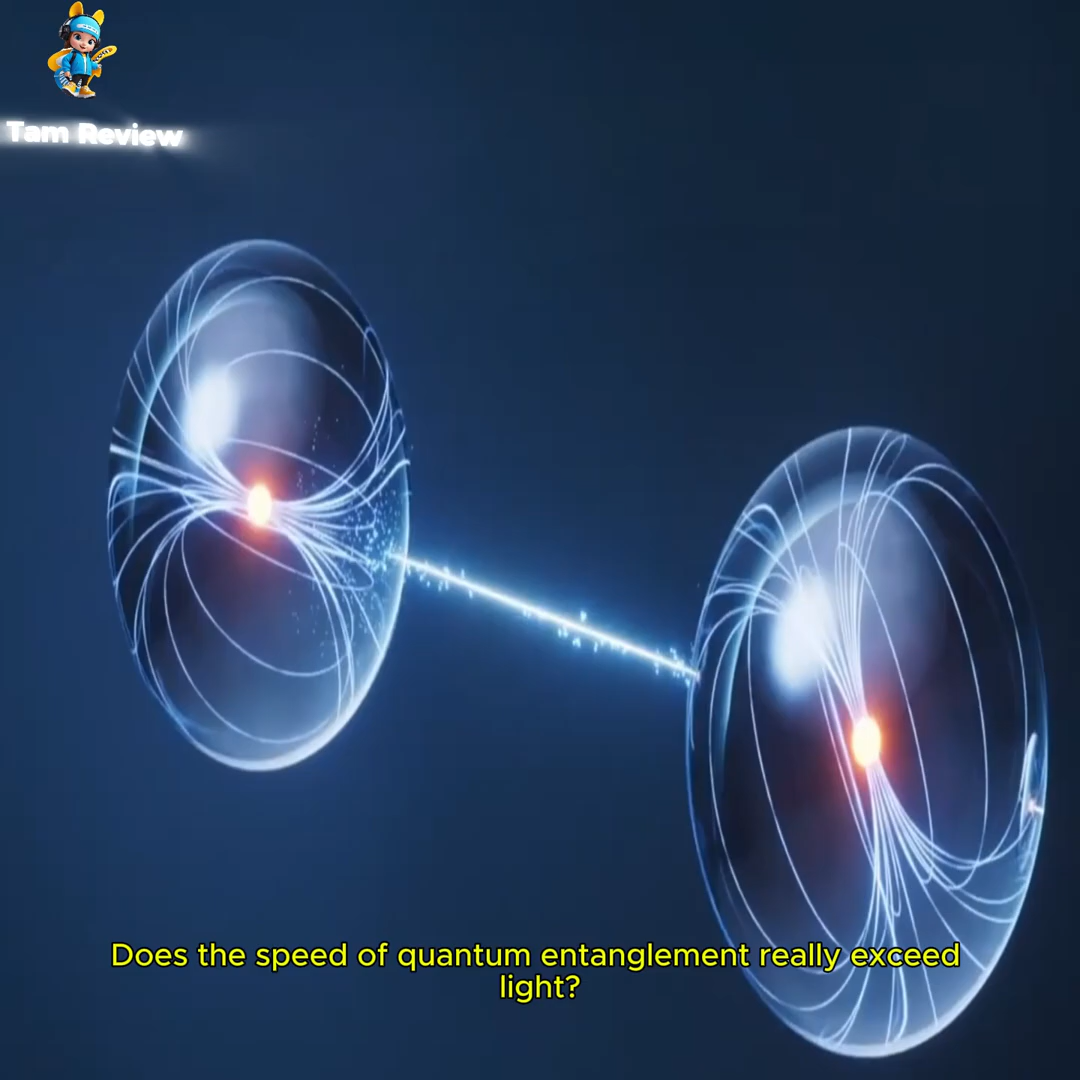 Tam Review
Does the speed of quantum entanglement really exceed
light?